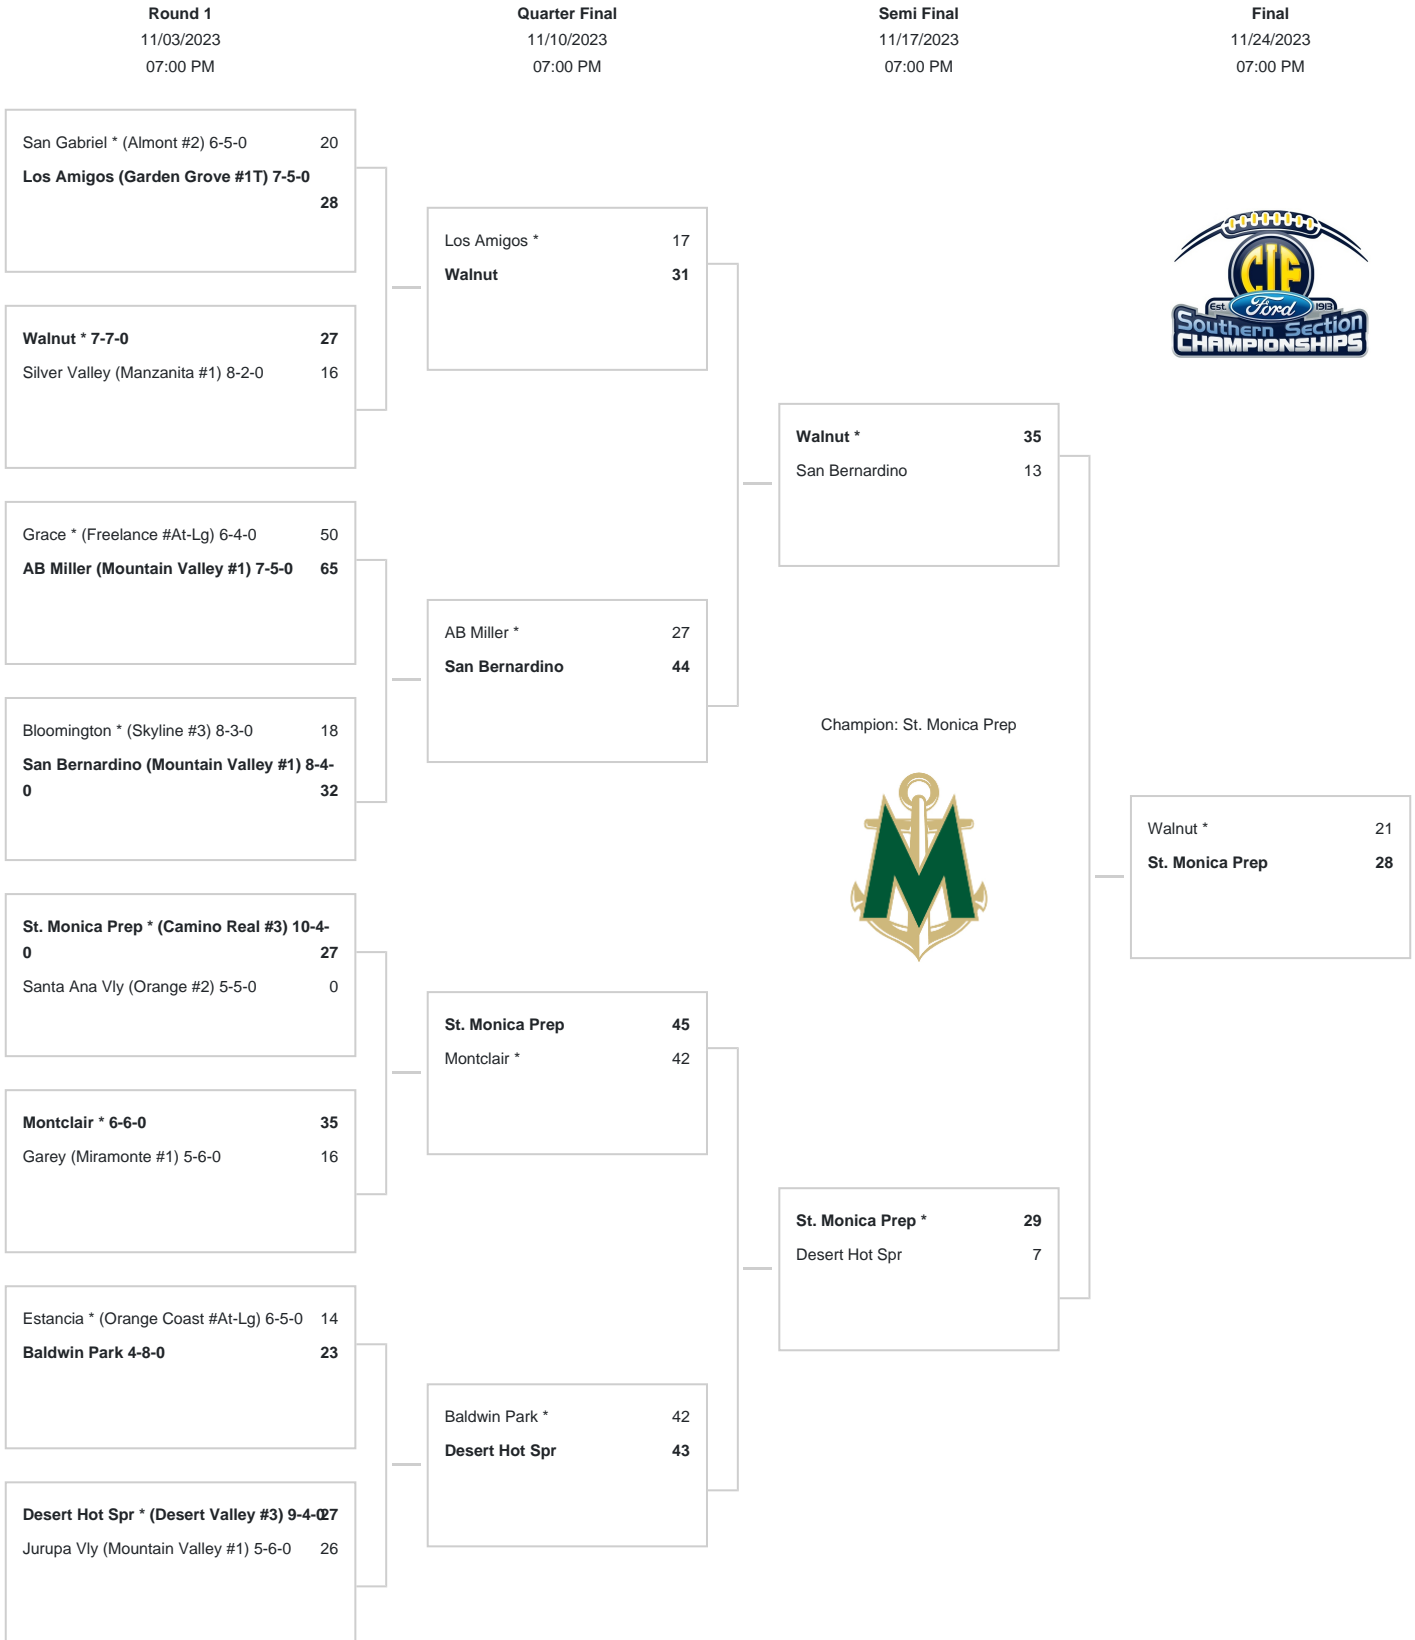 Round 1
11/03/2023
07:00 PM
Quarter Final
11/10/2023
07:00 PM
Semi Final
11/17/2023
07:00 PM
Final
11/24/2023
07:00 PM
San Gabriel * (Almont #2) 6-5-0 20
Los Amigos (Garden Grove #1T) 7-5-0
28
Walnut * 7-7-0 27
Silver Valley (Manzanita #1) 8-2-0 16
Grace * (Freelance #At-Lg) 6-4-0 50
AB Miller (Mountain Valley #1) 7-5-0 65
Bloomington * (Skyline #3) 8-3-0 18
San Bernardino (Mountain Valley #1) 8-4-
0 32
St. Monica Prep * (Camino Real #3) 10-4-
0 27
Santa Ana Vly (Orange #2) 5-5-0 0
Montclair * 6-6-0 35
Garey (Miramonte #1) 5-6-0 16
Estancia * (Orange Coast #At-Lg) 6-5-0 14
Baldwin Park 4-8-0 23
Desert Hot Spr * (Desert Valley #3) 9-4-0 27
Jurupa Vly (Mountain Valley #1) 5-6-0 26
Los Amigos * 17
Walnut 31
AB Miller * 27
San Bernardino 44
St. Monica Prep 45
Montclair * 42
Baldwin Park * 42
Desert Hot Spr 43
Walnut * 35
San Bernardino 13
Champion: St. Monica Prep
M
St. Monica Prep * 29
Desert Hot Spr 7
CIF
Est. Ford 1913
Southern Section
CHAMPIONSHIPS
Walnut * 21
St. Monica Prep 28